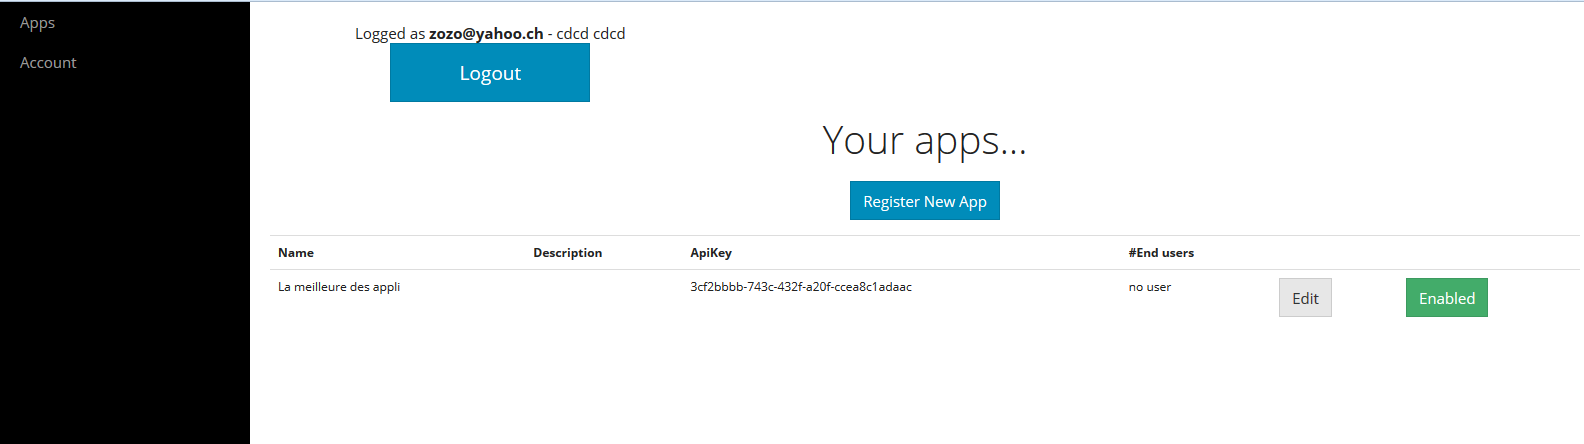 Apps
Account
Logged as zozo@yahoo.ch - cdcd cdcd
Logout
Your apps...
Register New App
Name Description ApiKey #End users
La meilleure des appli 3cf2bbbb-743c-432f-a20f-ccea8c1adaac no user Edit Enabled